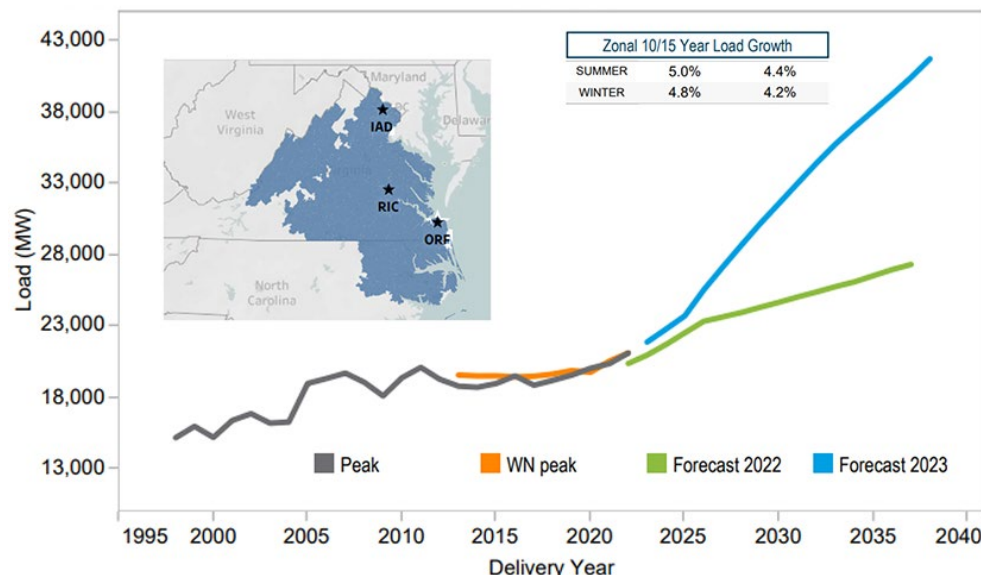 43,000
38,000
33,000
28,000
23,000
18,000
13,000
Load (MW)
Zonal 10/15 Year Load Growth
SUMMER 5.0% 4.4%
WINTER 4.8% 4.2%
Maryland
West
Virginia
Delawar
IAD
RIC
ORF
North
Carolina
Peak
WN peak
Forecast 2022
Forecast 2023
1995 2000 2005 2010 2015 2020 2025 2030 2035 2040
Delivery Year